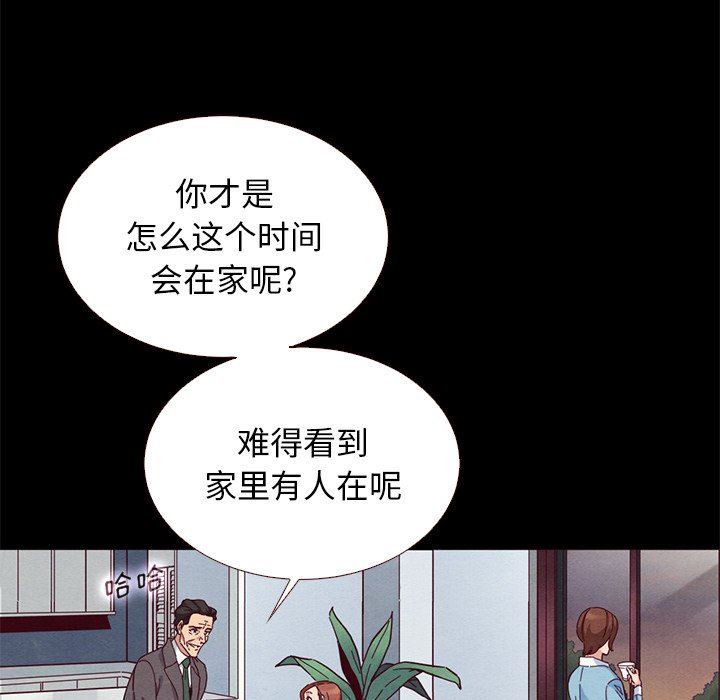 你才是
怎么这个时间
会在家呢?
难得看到
家里有人在呢
哈哈